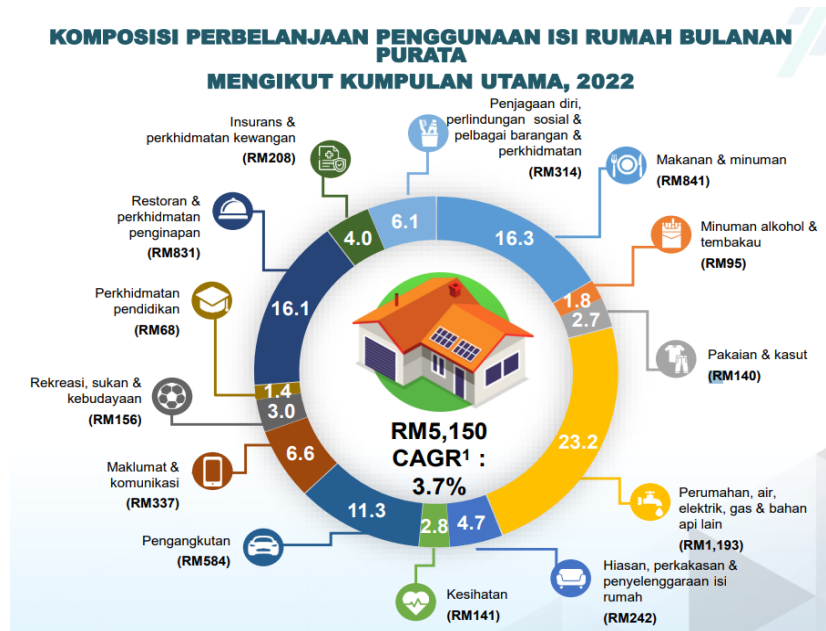 KOMPOSISI PERBELANJAAN PENGGUNAAN ISI RUMAH BULANAN
PURATA
MENGIKUT KUMPULAN UTAMA, 2022
Penjagaan diri,
perlindungan sosial &
pelbagai barangan &
perkhidmatan
(RM314)
Insurans &
perkhidmatan kewangan
(RM208)
Makanan & minuman
(RM841)
Restoran &
perkhidmatan
penginapan
(RM831)
Minuman alkohol &
tembakau
(RM95)
Perkhidmatan
pendidikan
(RM68)
Pakaian & kasut
(RM140)
Rekreasi, sukan &
kebudayaan
(RM156)
Maklumat &
komunikasi
(RM337)
Perumahan, air,
elektrik, gas & bahan
api lain
(RM1,193)
Pengangkutan
(RM584)
Hiasan, perkakasan &
penyelenggaraan isi
rumah
(RM242)
Kesihatan
(RM141)
16.3
1.8
2.7
23.2
4.7
2.8
11.3
6.6
3.0
1.4
16.1
4.0
6.1
RM5,150
CAGR¹ :
3.7%